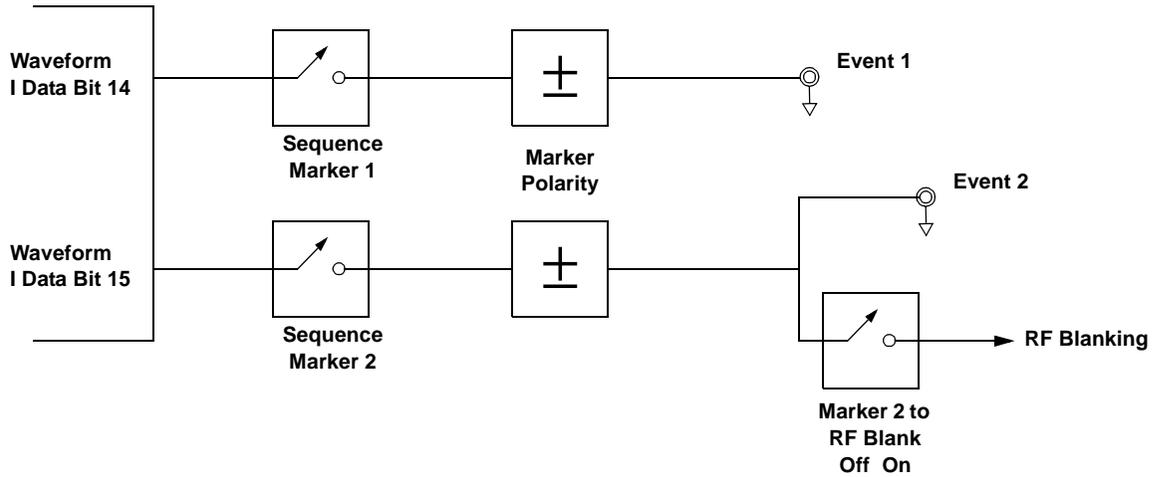 Waveform
I Data Bit 14
Sequence
Marker 1
±
Marker
Polarity
Event 1
Waveform
I Data Bit 15
Sequence
Marker 2
±
Event 2
RF Blanking
Marker 2 to
RF Blank
Off On